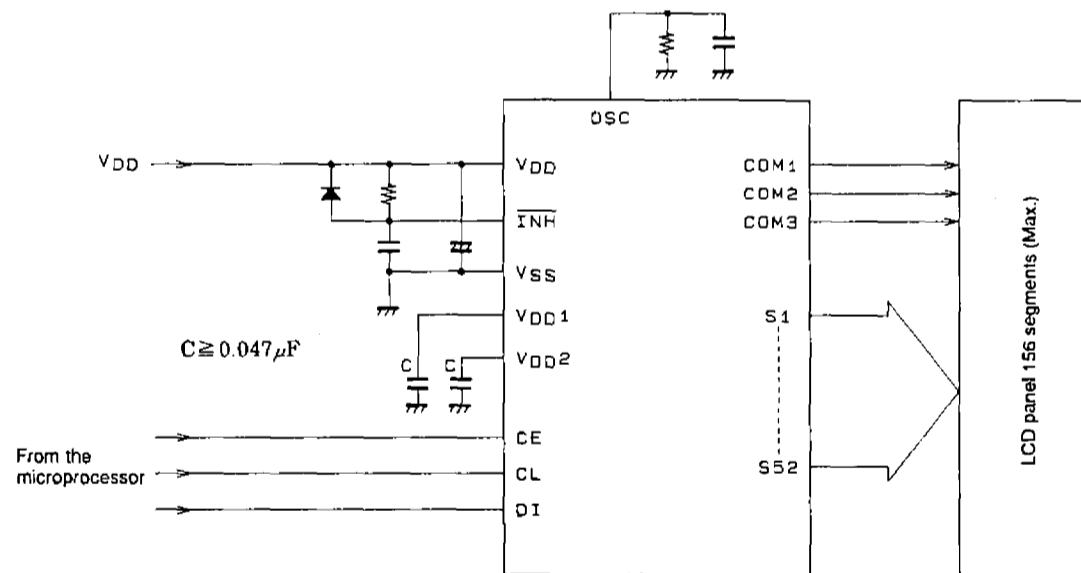 OSC
VDD
VDD
INH
VSS
VDD1
VDD2
C≧0.047μF
C
C
From the
microprocessor
CE
CL
DI
COM1
COM2
COM3
S1
S52
LCD panel 156 segments (Max.)